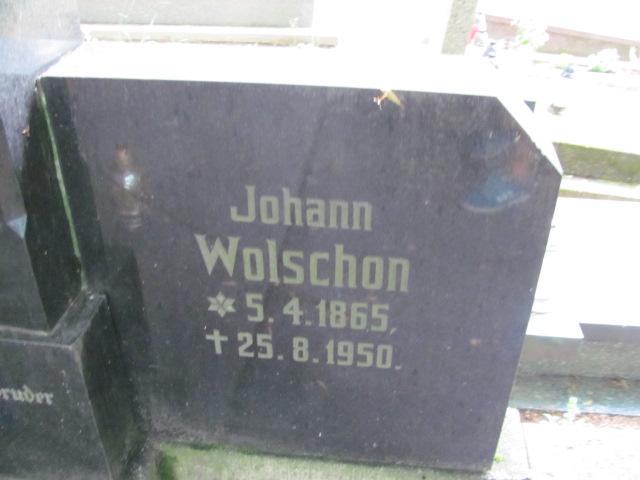 Johann
Wolschon
* 5. 4. 1865,
† 25. 8. 1950.
ruder